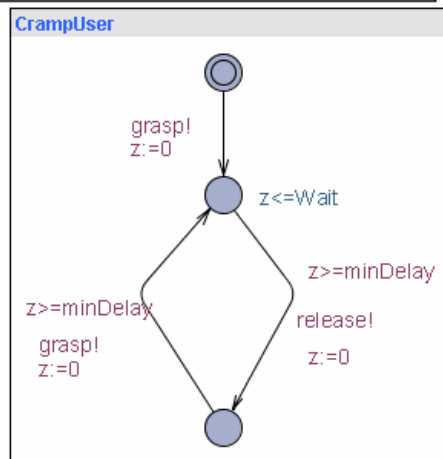 CrampUser
grasp!
z:=0
z<=Wait
z>=minDelay
release!
z:=0
z>=minDelay
grasp!
z:=0